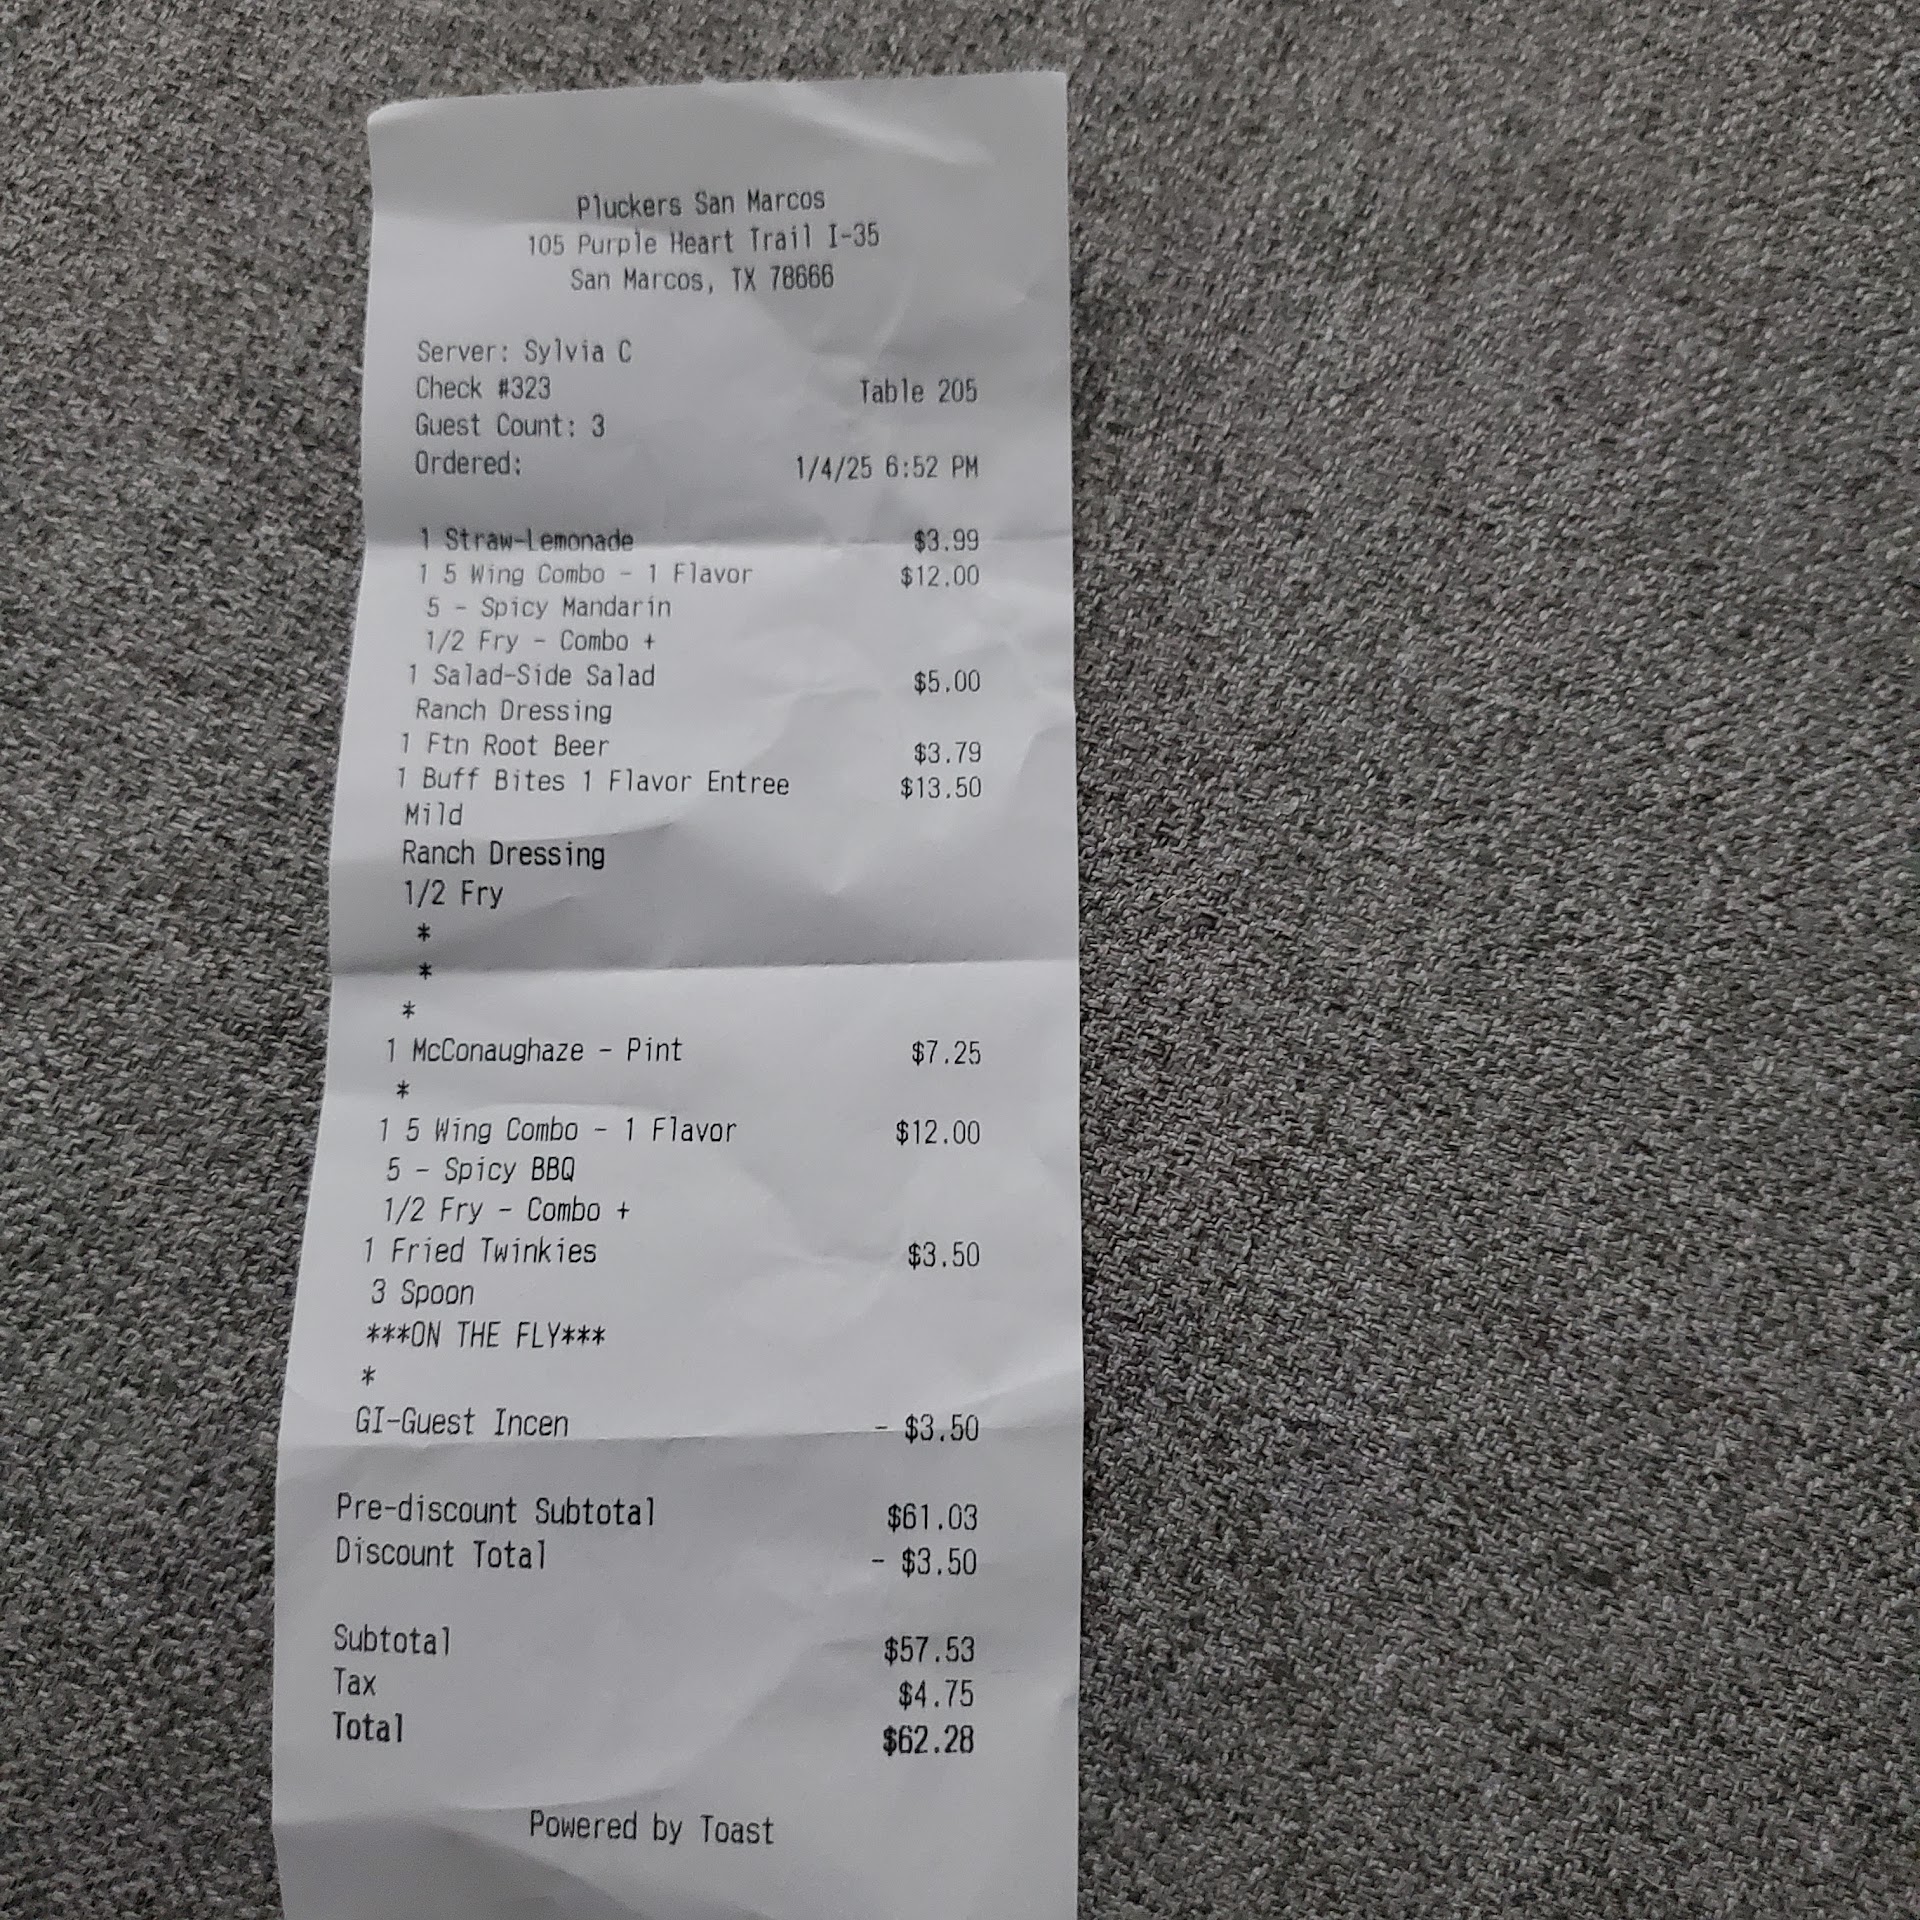 Pluckers San Marcos
105 Purple Heart Trail I-35
San Marcos, TX 78666
Server: Sylvia C
Check #323 Table 205
Guest Count: 3
Ordered: 1/4/25 6:52 PM
1 Straw-Lemonade $3.99
1 5 Wing Combo - 1 Flavor $12.00
5 - Spicy Mandarin
1/2 Fry - Combo +
1 Salad-Side Salad $5.00
Ranch Dressing
1 Ftn Root Beer $3.79
1 Buff Bites 1 Flavor Entree $13.50
Mild
Ranch Dressing
1/2 Fry
*
*
*
1 McConaughaze - Pint $7.25
*
1 5 Wing Combo - 1 Flavor $12.00
5 - Spicy BBQ
1/2 Fry - Combo +
1 Fried Twinkies $3.50
3 Spoon
***ON THE FLY***
*
GI-Guest Incen - $3.50
Pre-discount Subtotal $61.03
Discount Total - $3.50
Subtotal $57.53
Tax $4.75
Total $62.28
Powered by Toast